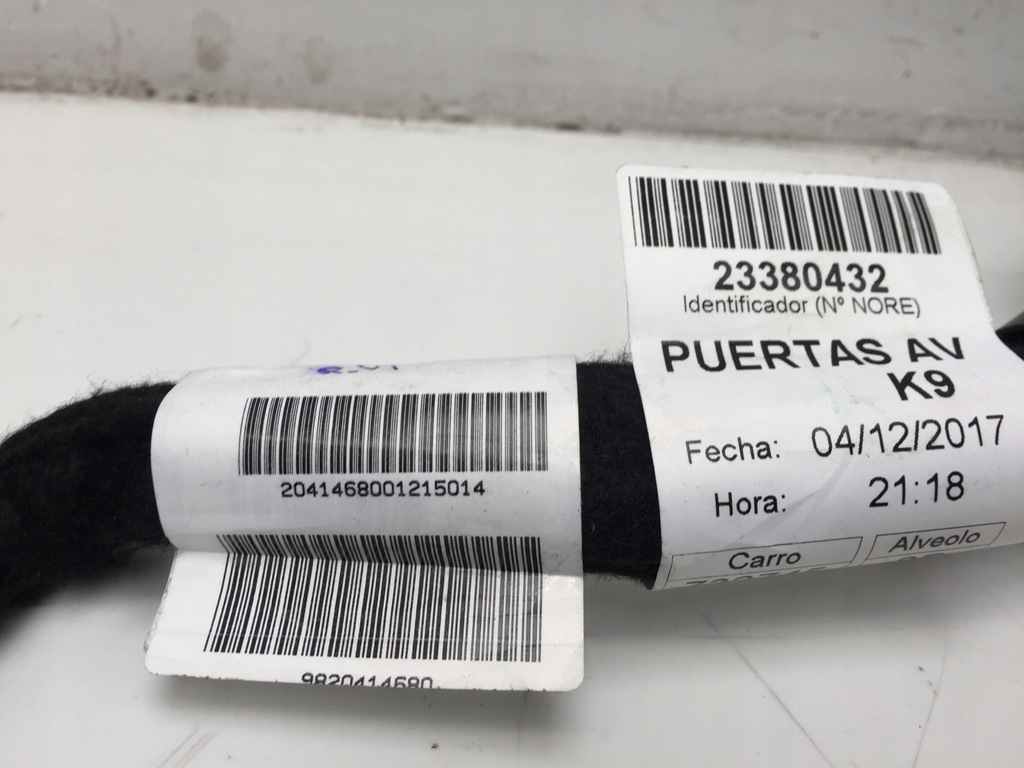 23380432
Identificador (Nº NORE)
PUERTAS AV
K9
Fecha: 04/12/2017
Hora: 21:18
Carro
Alveolo
2041468001215014
9820414680